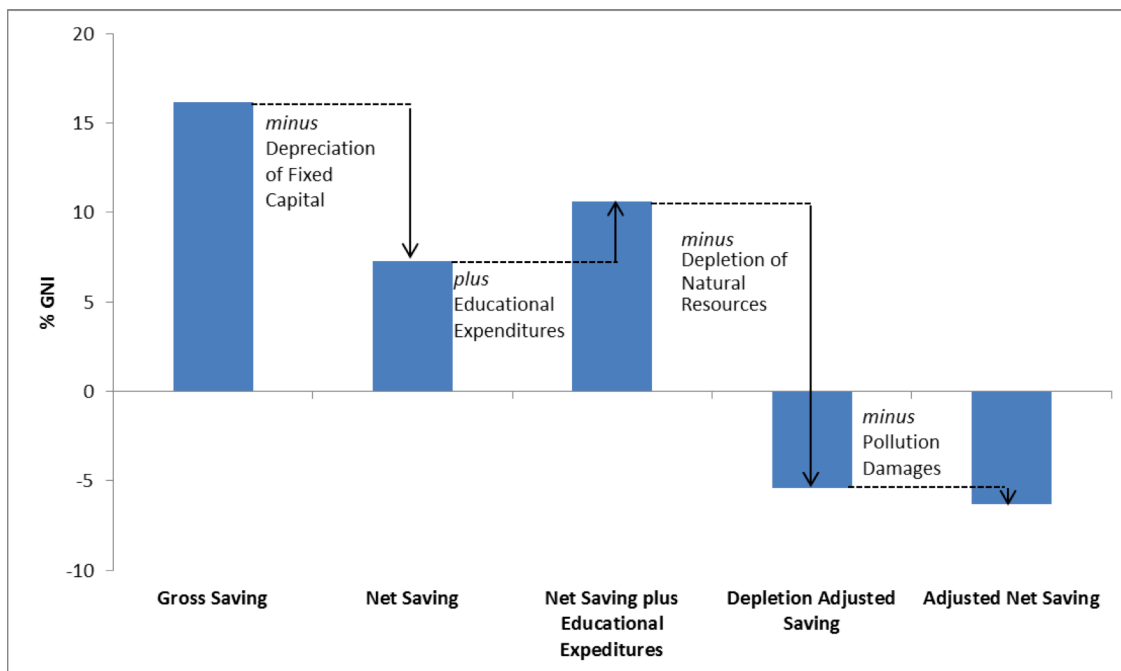 20
15
10
5
0
-5
-10
% GNI
minus
Depreciation
of Fixed
Capital
plus
Educational
Expenditures
minus
Depletion of
Natural
Resources
minus
Pollution
Damages
Gross Saving
Net Saving
Net Saving plus
Educational
Expeditures
Depletion Adjusted
Saving
Adjusted Net Saving